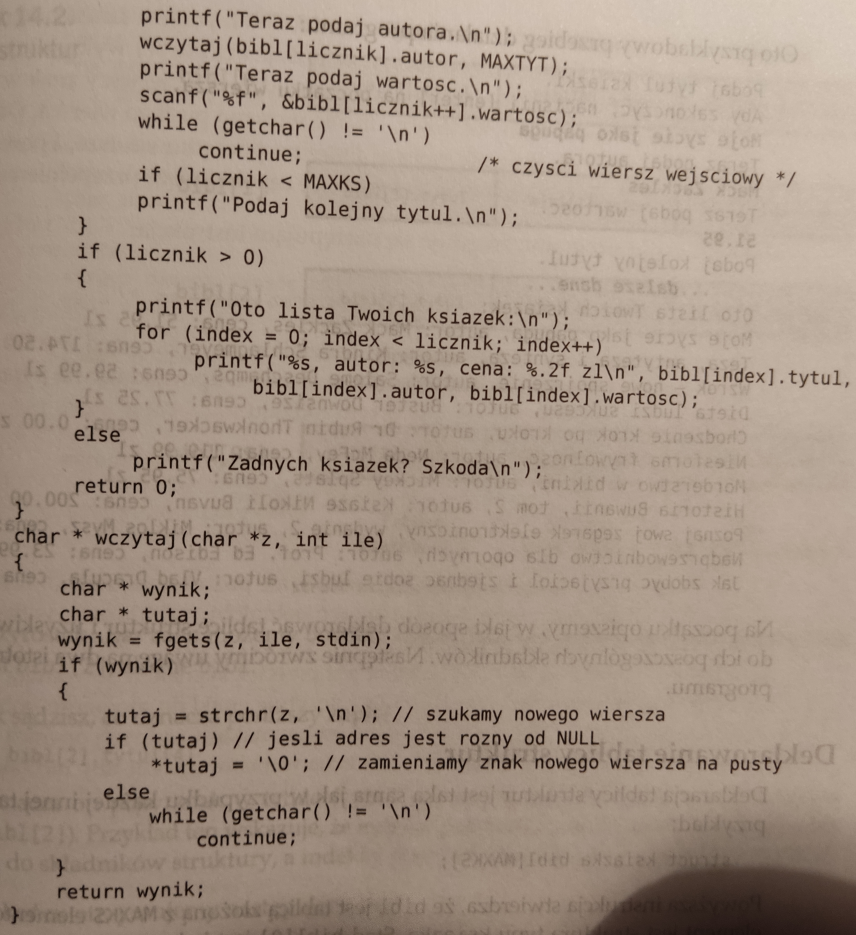 printf("Teraz podaj autora.\n");
wczytaj(bibl[licznik].autor, MAXTYT);
printf("Teraz podaj wartosc.\n");
scanf("%f", &bibl[licznik++].wartosc);
while (getchar() != '\n')
continue; /* czysci wiersz wejsciowy */
if (licznik < MAXKS)
printf("Podaj kolejny tytul.\n");
}
if (licznik > 0)
{
printf("Oto lista Twoich ksiazek:\n");
for (index = 0; index < licznik; index++)
printf("%s, autor: %s, cena: %.2f zl\n", bibl[index].tytul,
bibl[index].autor, bibl[index].wartosc);
}
else
printf("Zadnych ksiazek? Szkoda\n");
return 0;
}
char * wczytaj(char *z, int ile)
{
char * wynik;
char * tutaj;
wynik = fgets(z, ile, stdin);
if (wynik)
{
tutaj = strchr(z, '\n'); // szukamy nowego wiersza
if (tutaj) // jesli adres jest rozny od NULL
*tutaj = '\0'; // zamieniamy znak nowego wiersza na pusty
else
while (getchar() != '\n')
continue;
}
return wynik;
}